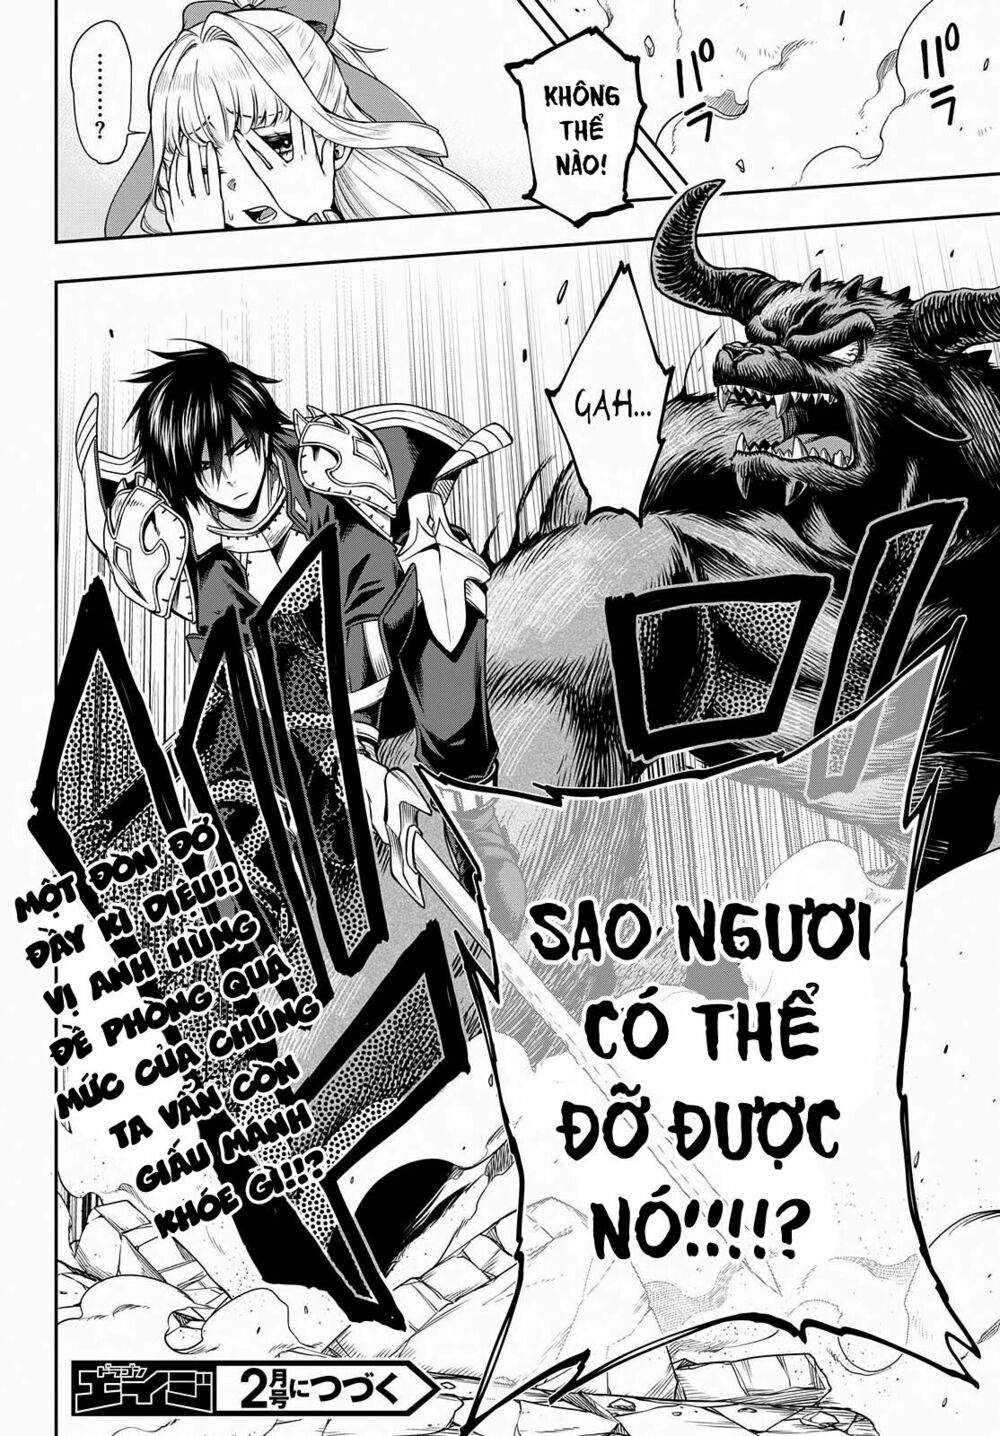 ………?
KHÔNG
THỂ
NÀO!
パラ
パラ
GAH...
SAO NGƯƠI
CÓ THỂ
ĐỠ ĐƯỢC
NÓ!!!!?
MỘT ĐÒN ĐÓ
ĐẦY KÌ DIỆU!!
VỊ ANH HÙNG
ĐỀ PHÒNG QUÁ
MỨC CỦA CHÚNG
TA VẪN CÒN
GIẤU MÁNH
KHÓE GÌ!!?
ドラゴン
エイジ
2月号につづく